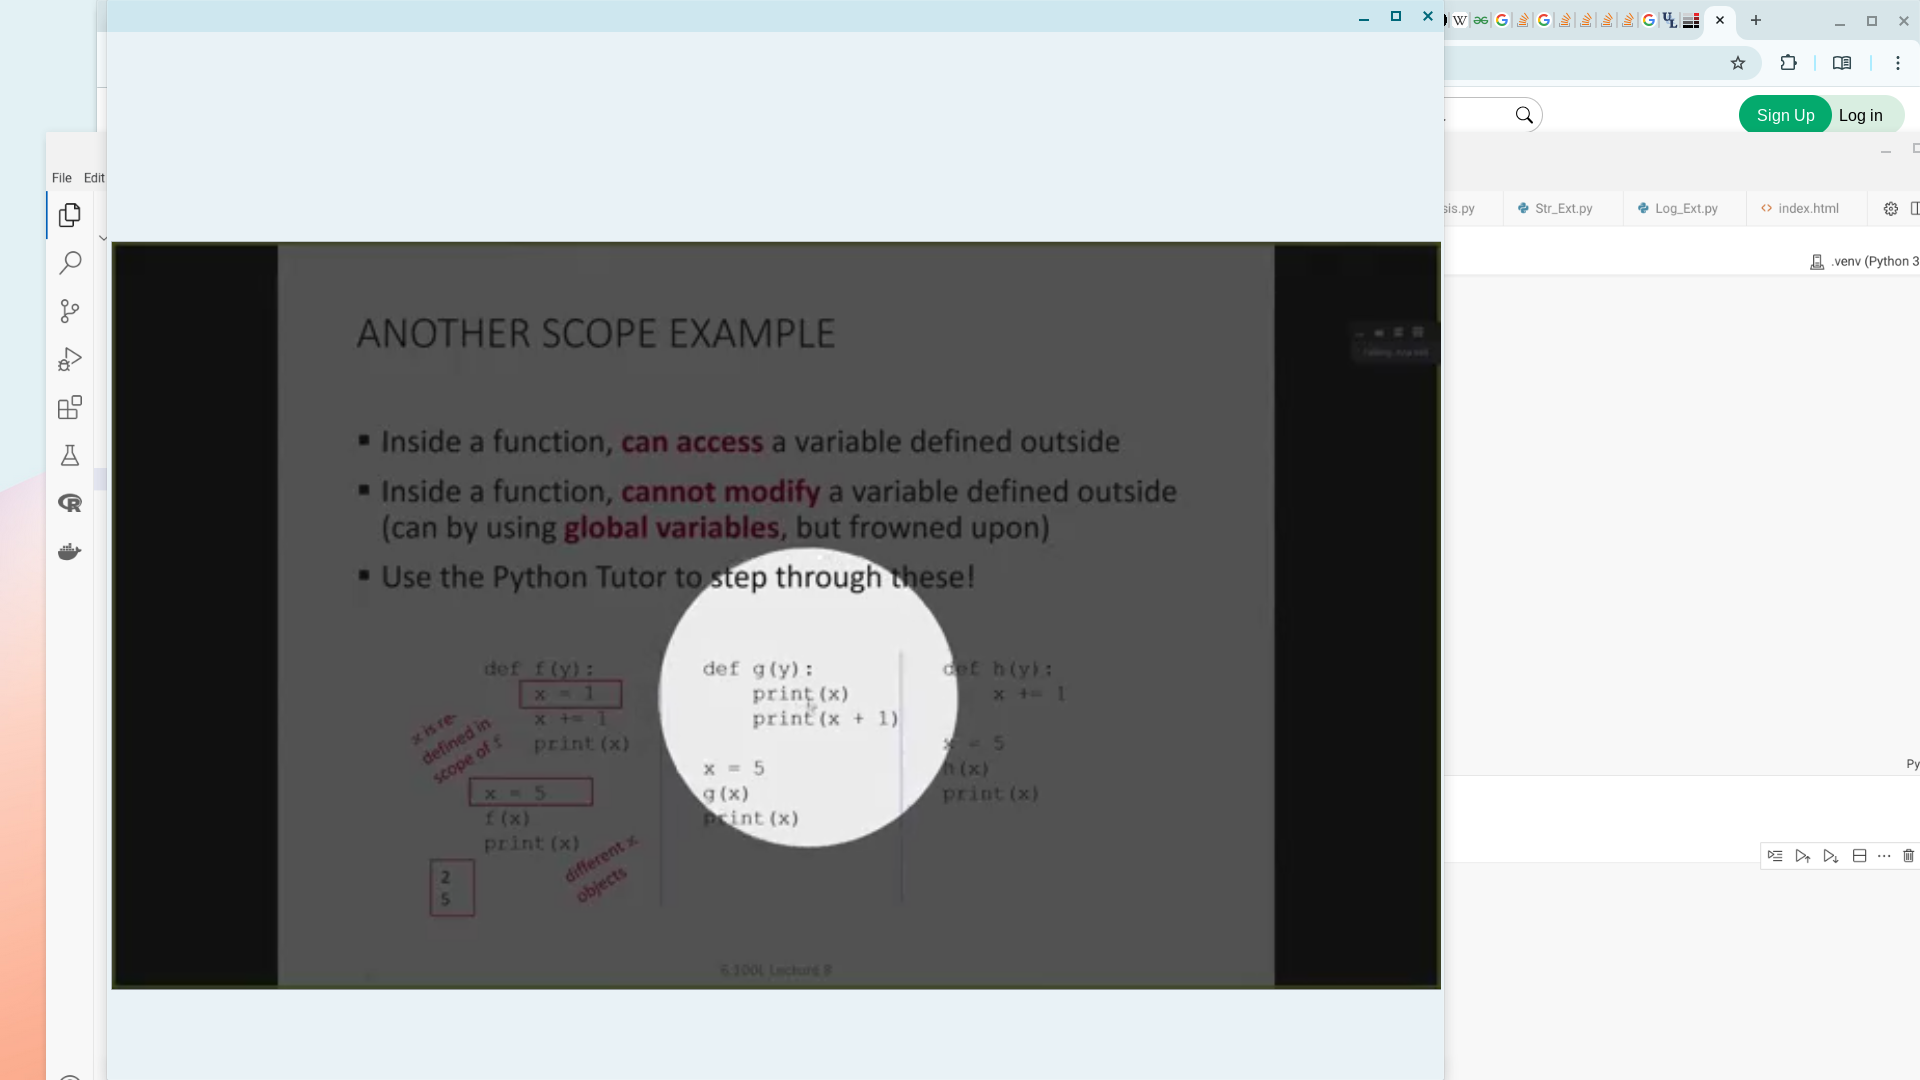 Sign Up
Log in
File Edit
sis.py
Str_Ext.py
Log_Ext.py
index.html
.venv (Python 3
ANOTHER SCOPE EXAMPLE
▪ Inside a function, can access a variable defined outside
▪ Inside a function, cannot modify a variable defined outside
(can by using global variables, but frowned upon)
▪ Use the Python Tutor to step through these!
def f(y):
x = 1
x += 1
print(x)
x is re-
defined in
scope of f
x = 5
f(x)
print(x)
different x
objects
2
5
def g(y):
print(x)
print(x + 1)
x = 5
g(x)
print(x)
def h(y):
x += 1
x = 5
h(x)
print(x)
6.100L Lecture 8
Py